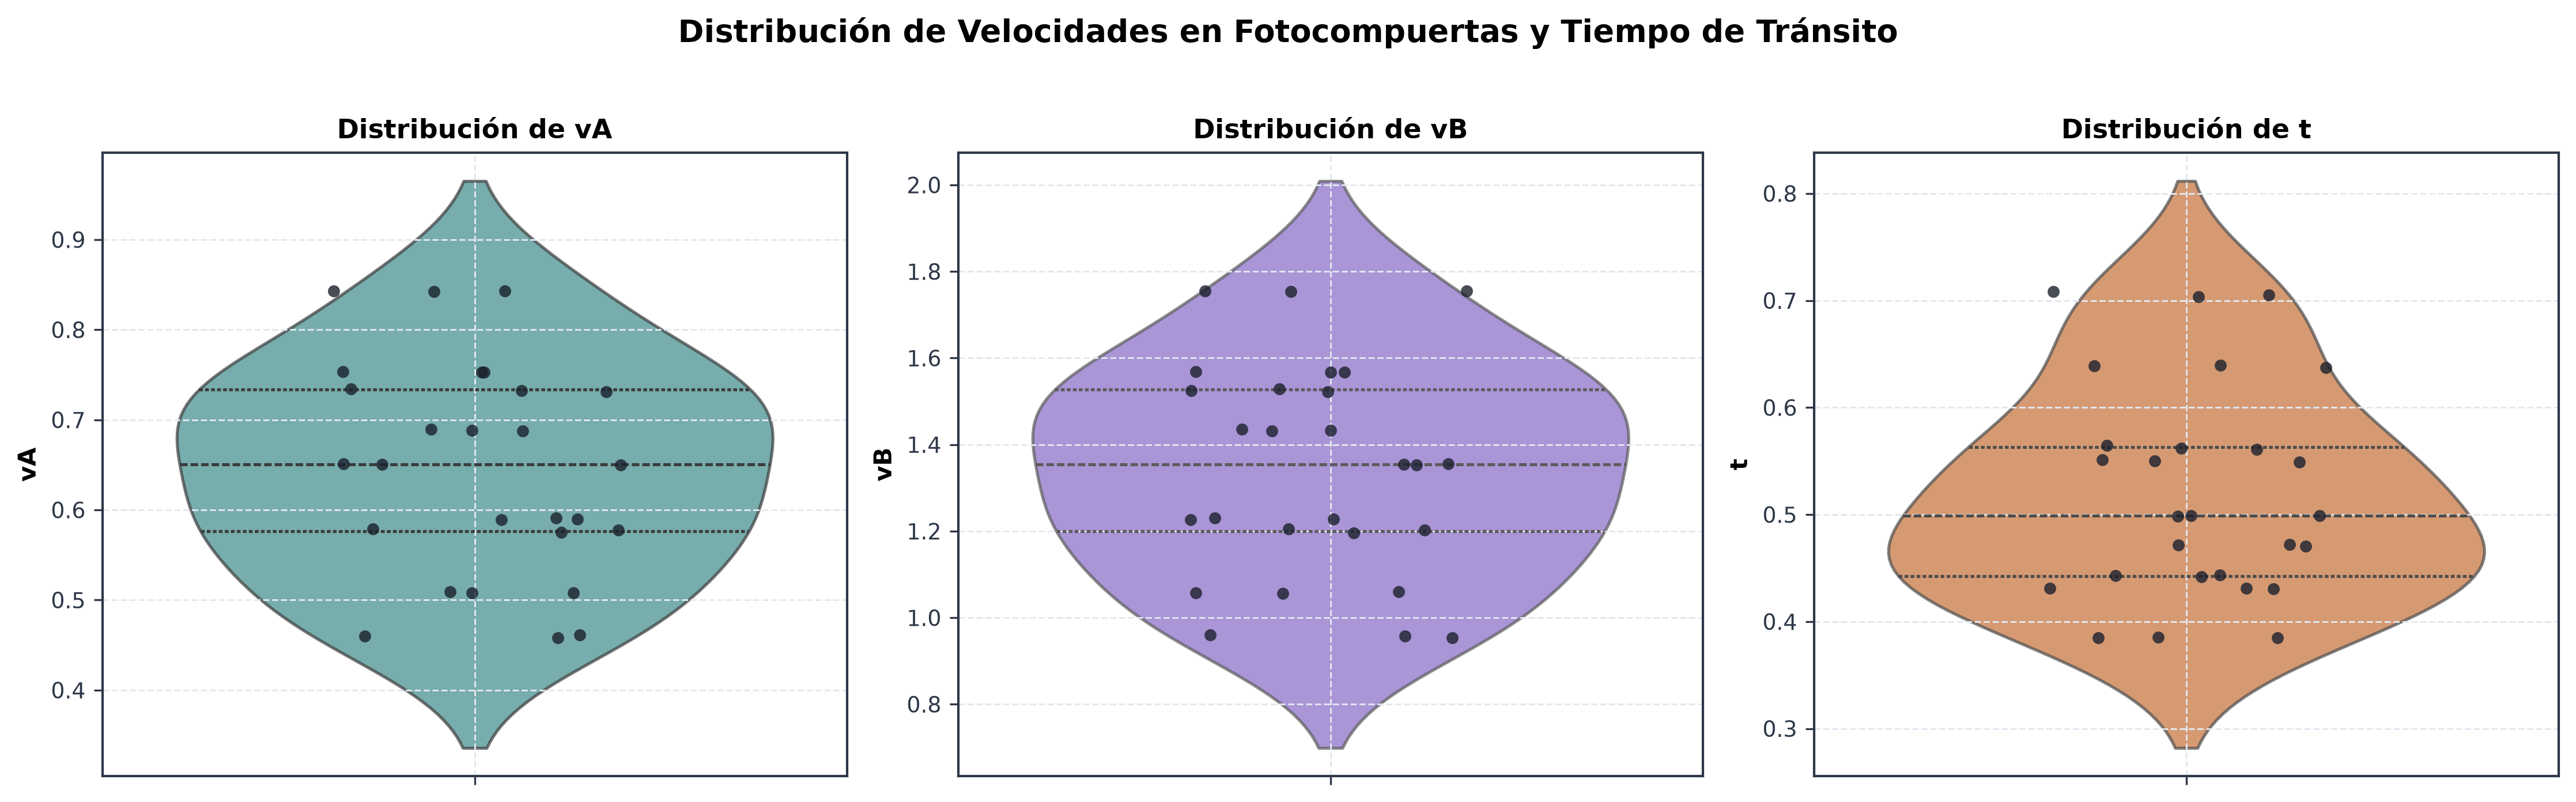 Distribución de Velocidades en Fotocompuertas y Tiempo de Tránsito
Distribución de vA
vA
0.9
0.8
0.7
0.6
0.5
0.4
Distribución de vB
vB
2.0
1.8
1.6
1.4
1.2
1.0
0.8
Distribución de t
t
0.8
0.7
0.6
0.5
0.4
0.3